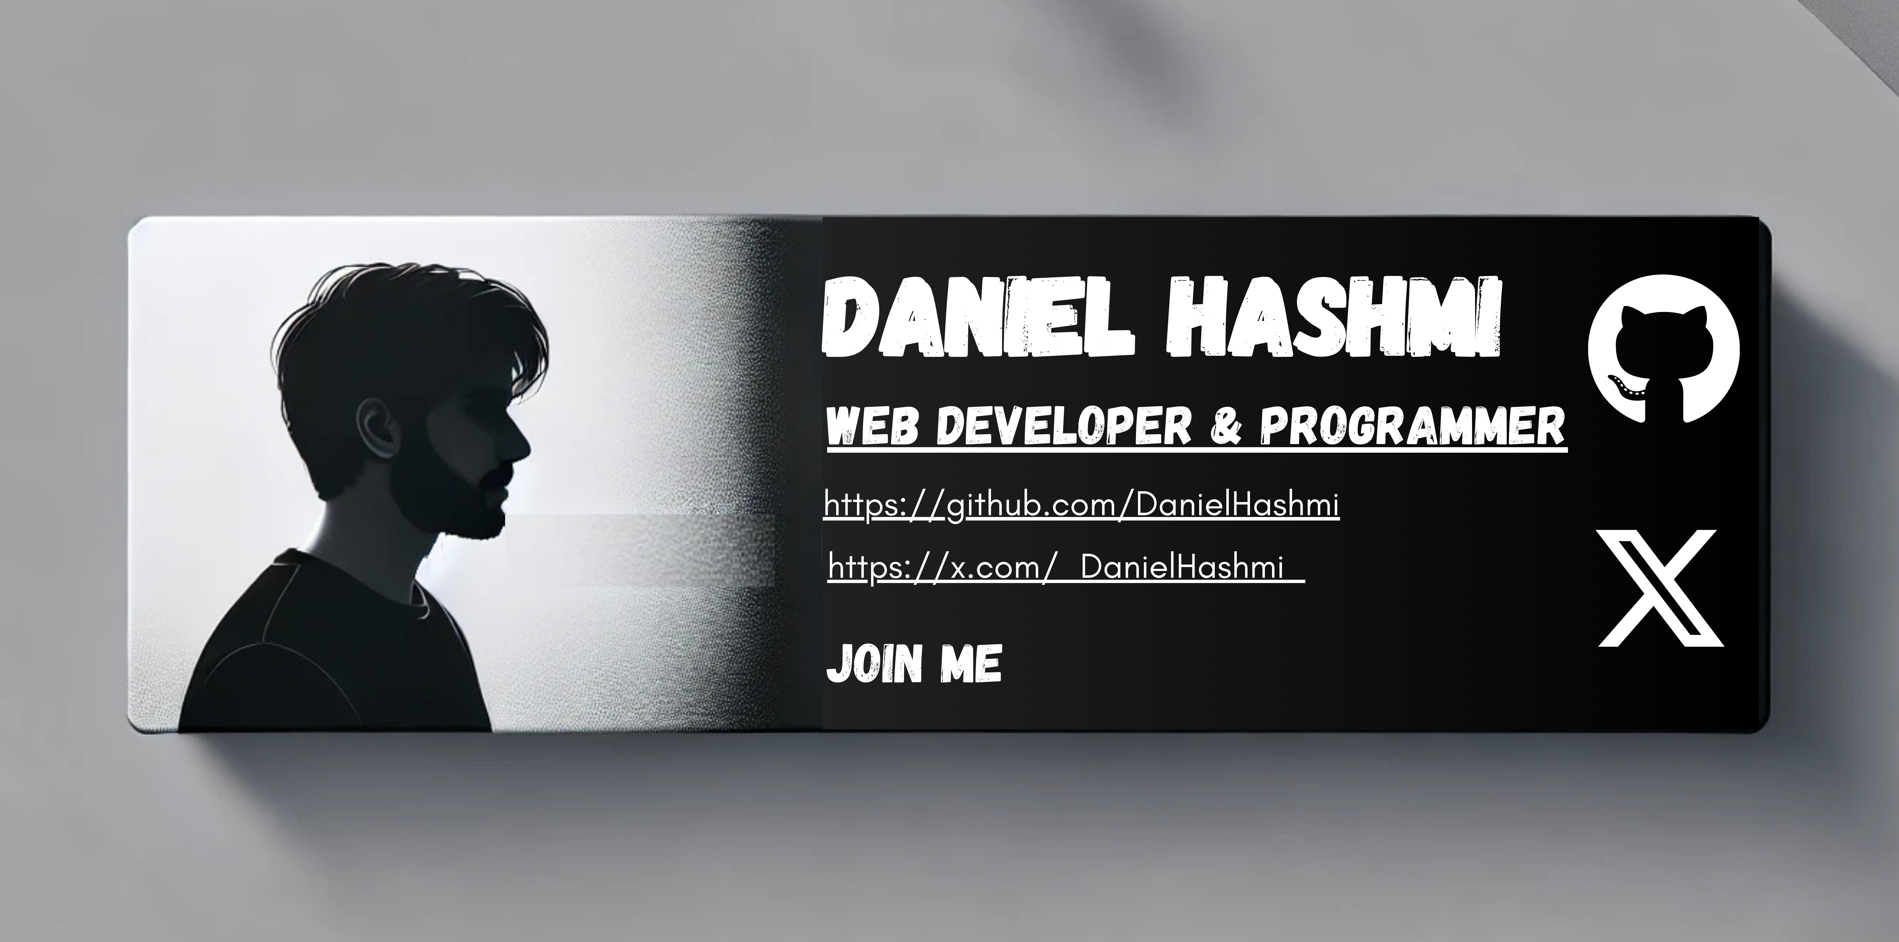 DANIEL HASHMI
WEB DEVELOPER & PROGRAMMER
https://github.com/DanielHashmi
https://x.com/_DanielHashmi_
JOIN ME